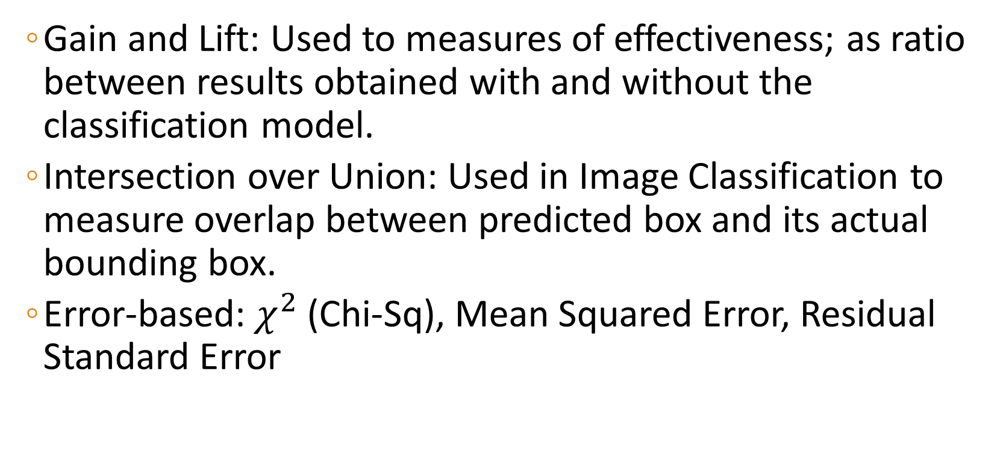 ◦Gain and Lift: Used to measures of effectiveness; as ratio
between results obtained with and without the
classification model.
◦Intersection over Union: Used in Image Classification to
measure overlap between predicted box and its actual
bounding box.
◦Error-based: 𝜒² (Chi-Sq), Mean Squared Error, Residual
Standard Error